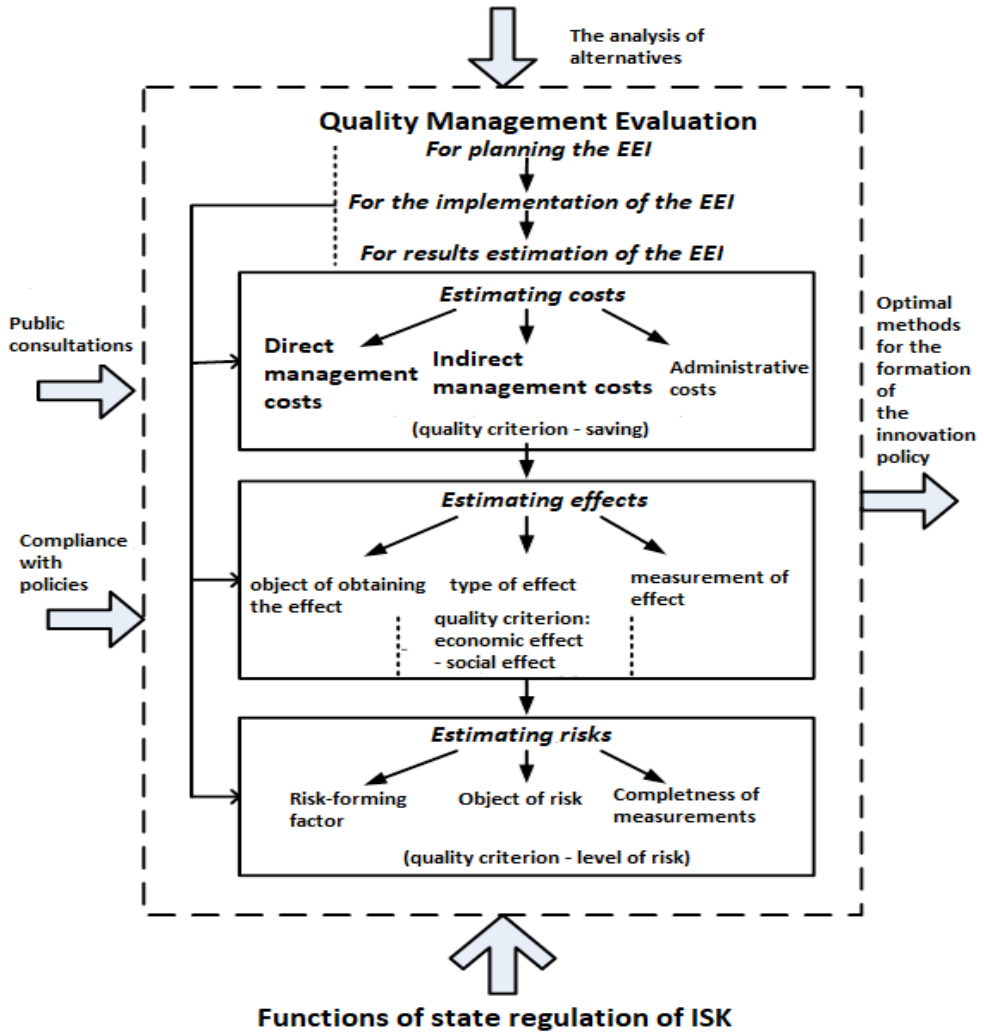 The analysis of
alternatives
Quality Management Evaluation
For planning the EEI
For the implementation of the EEI
For results estimation of the EEI
Estimating costs
Direct
management
costs
Indirect
management costs
Administrative
costs
(quality criterion - saving)
Estimating effects
object of obtaining
the effect
type of effect
measurement of
effect
quality criterion:
economic effect
- social effect
Estimating risks
Risk-forming
factor
Object of risk
Completness of
measurements
(quality criterion - level of risk)
Public
consultations
Compliance
with
policies
Optimal
methods
for the
formation
of
the
innovation
policy
Functions of state regulation of ISK